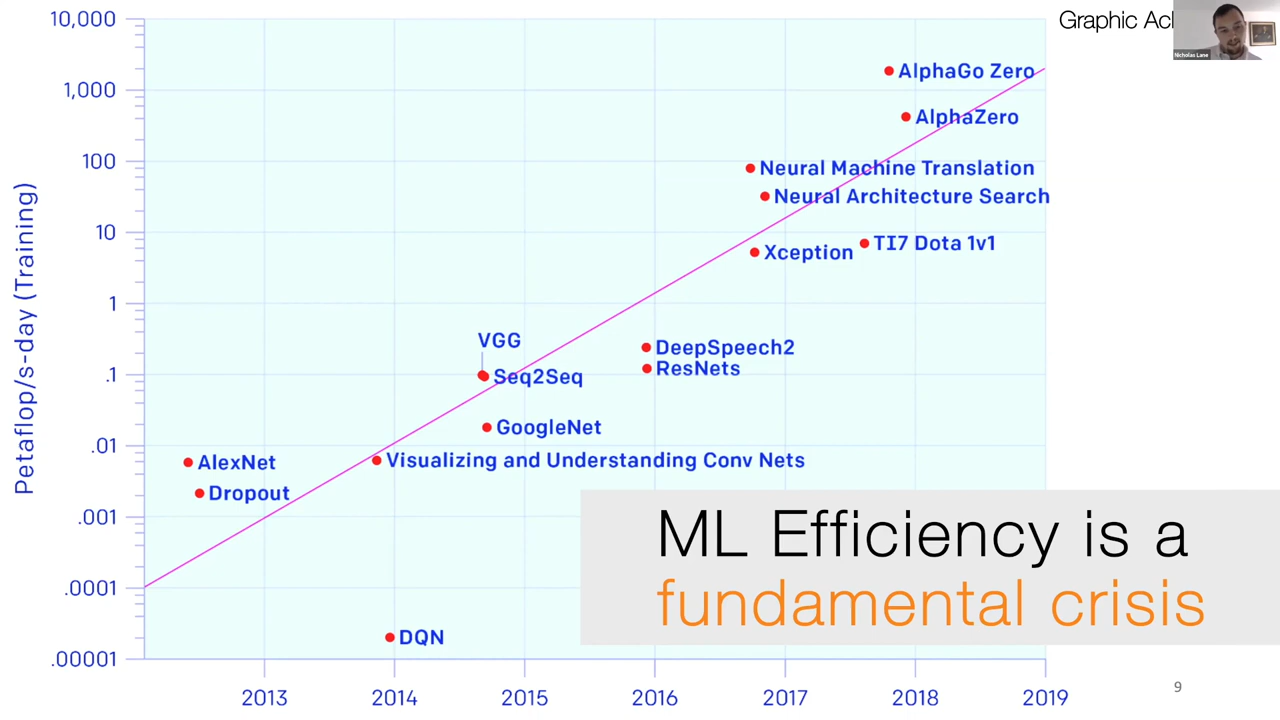 Graphic Ac
Nicholas Lane
10,000
1,000
100
10
1
.1
.01
.001
.0001
.00001
Petaflop/s-day (Training)
AlphaGo Zero
AlphaZero
Neural Machine Translation
Neural Architecture Search
TI7 Dota 1v1
Xception
VGG
DeepSpeech2
ResNets
Seq2Seq
GoogleNet
Visualizing and Understanding Conv Nets
AlexNet
Dropout
DQN
ML Efficiency is a
fundamental crisis
2013 2014 2015 2016 2017 2018 2019
9